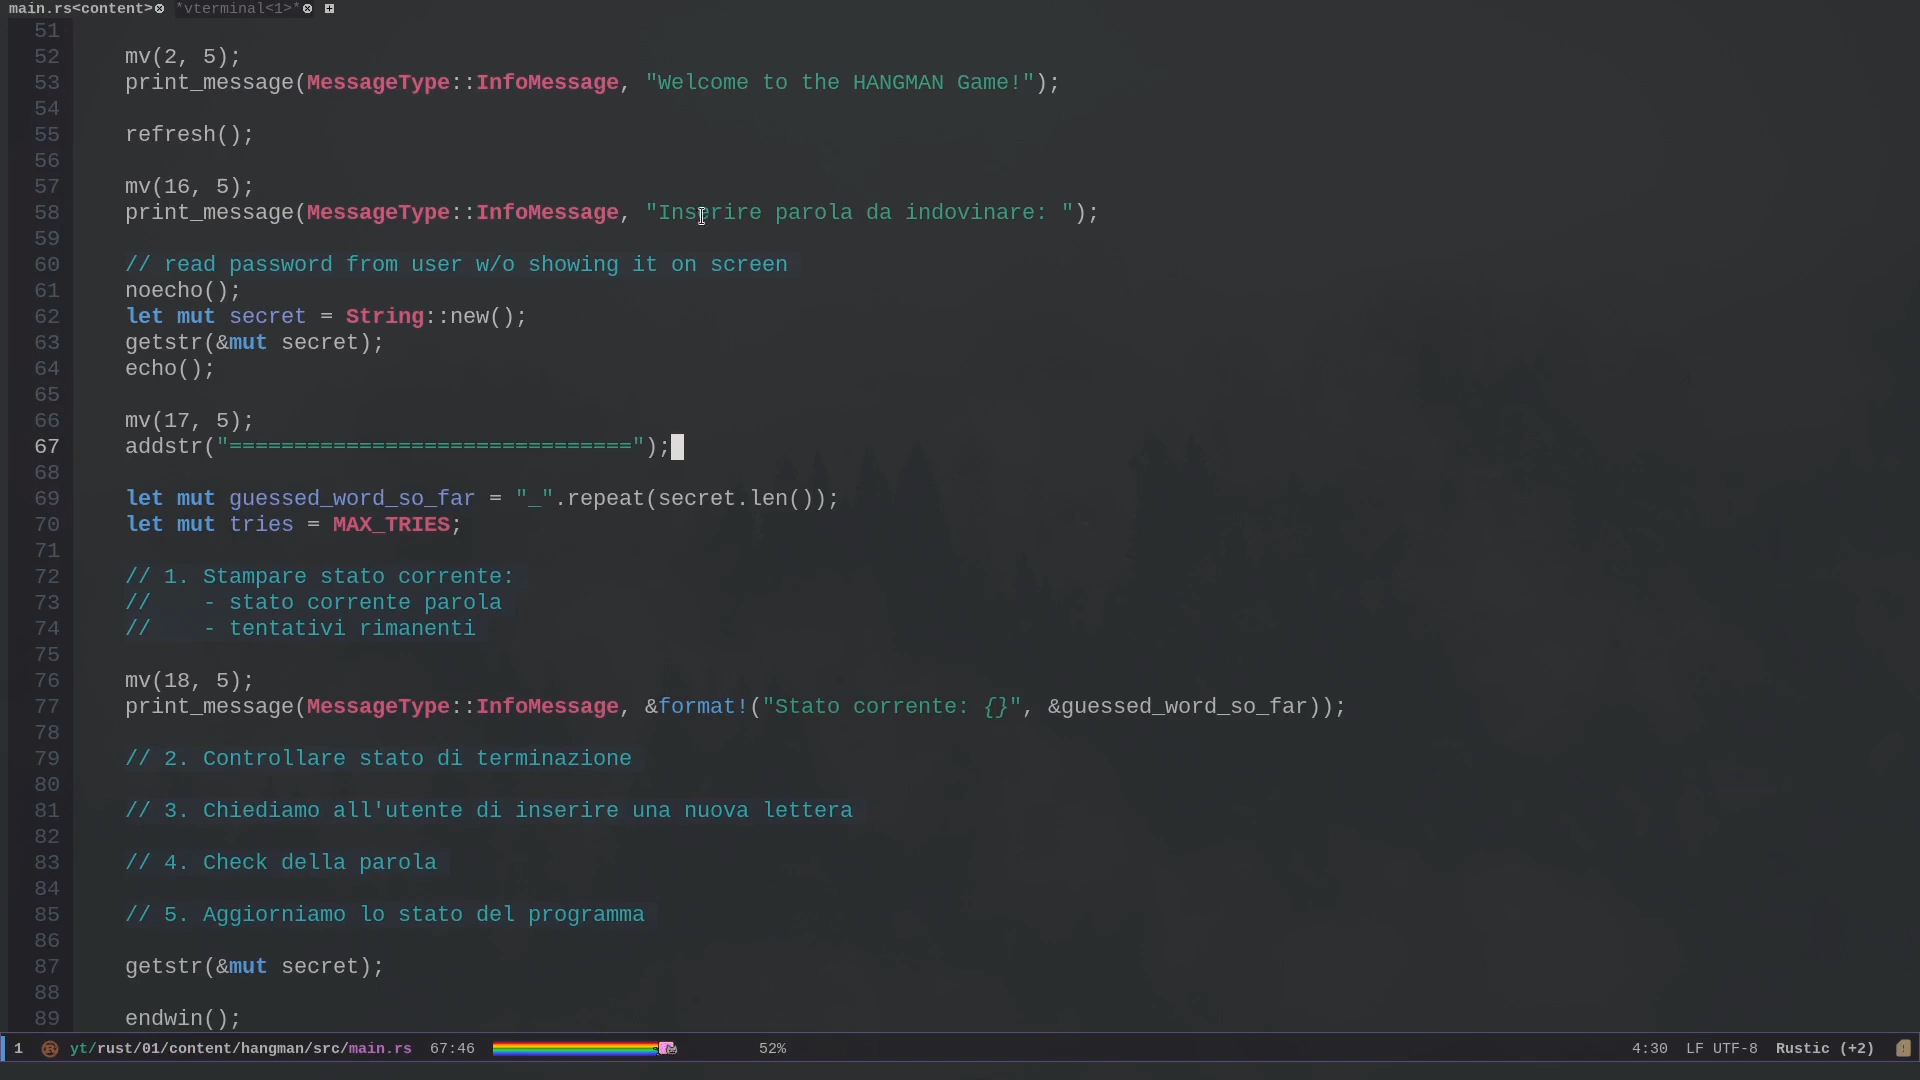 main.rs<content> *vterminal<1>*
51
52 mv(2, 5);
53 print_message(MessageType::InfoMessage, "Welcome to the HANGMAN Game!");
54
55 refresh();
56
57 mv(16, 5);
58 print_message(MessageType::InfoMessage, "Inserire parola da indovinare: ");
59
60 // read password from user w/o showing it on screen
61 noecho();
62 let mut secret = String::new();
63 getstr(&mut secret);
64 echo();
65
66 mv(17, 5);
67 addstr("===============================");
68
69 let mut guessed_word_so_far = "_".repeat(secret.len());
70 let mut tries = MAX_TRIES;
71
72 // 1. Stampare stato corrente:
73 //    - stato corrente parola
74 //    - tentativi rimanenti
75
76 mv(18, 5);
77 print_message(MessageType::InfoMessage, &format!("Stato corrente: {}", &guessed_word_so_far));
78
79 // 2. Controllare stato di terminazione
80
81 // 3. Chiediamo all'utente di inserire una nuova lettera
82
83 // 4. Check della parola
84
85 // 5. Aggiorniamo lo stato del programma
86
87 getstr(&mut secret);
88
89 endwin();
1 yt/rust/01/content/hangman/src/main.rs 67:46 52% 4:30 LF UTF-8 Rustic (+2)